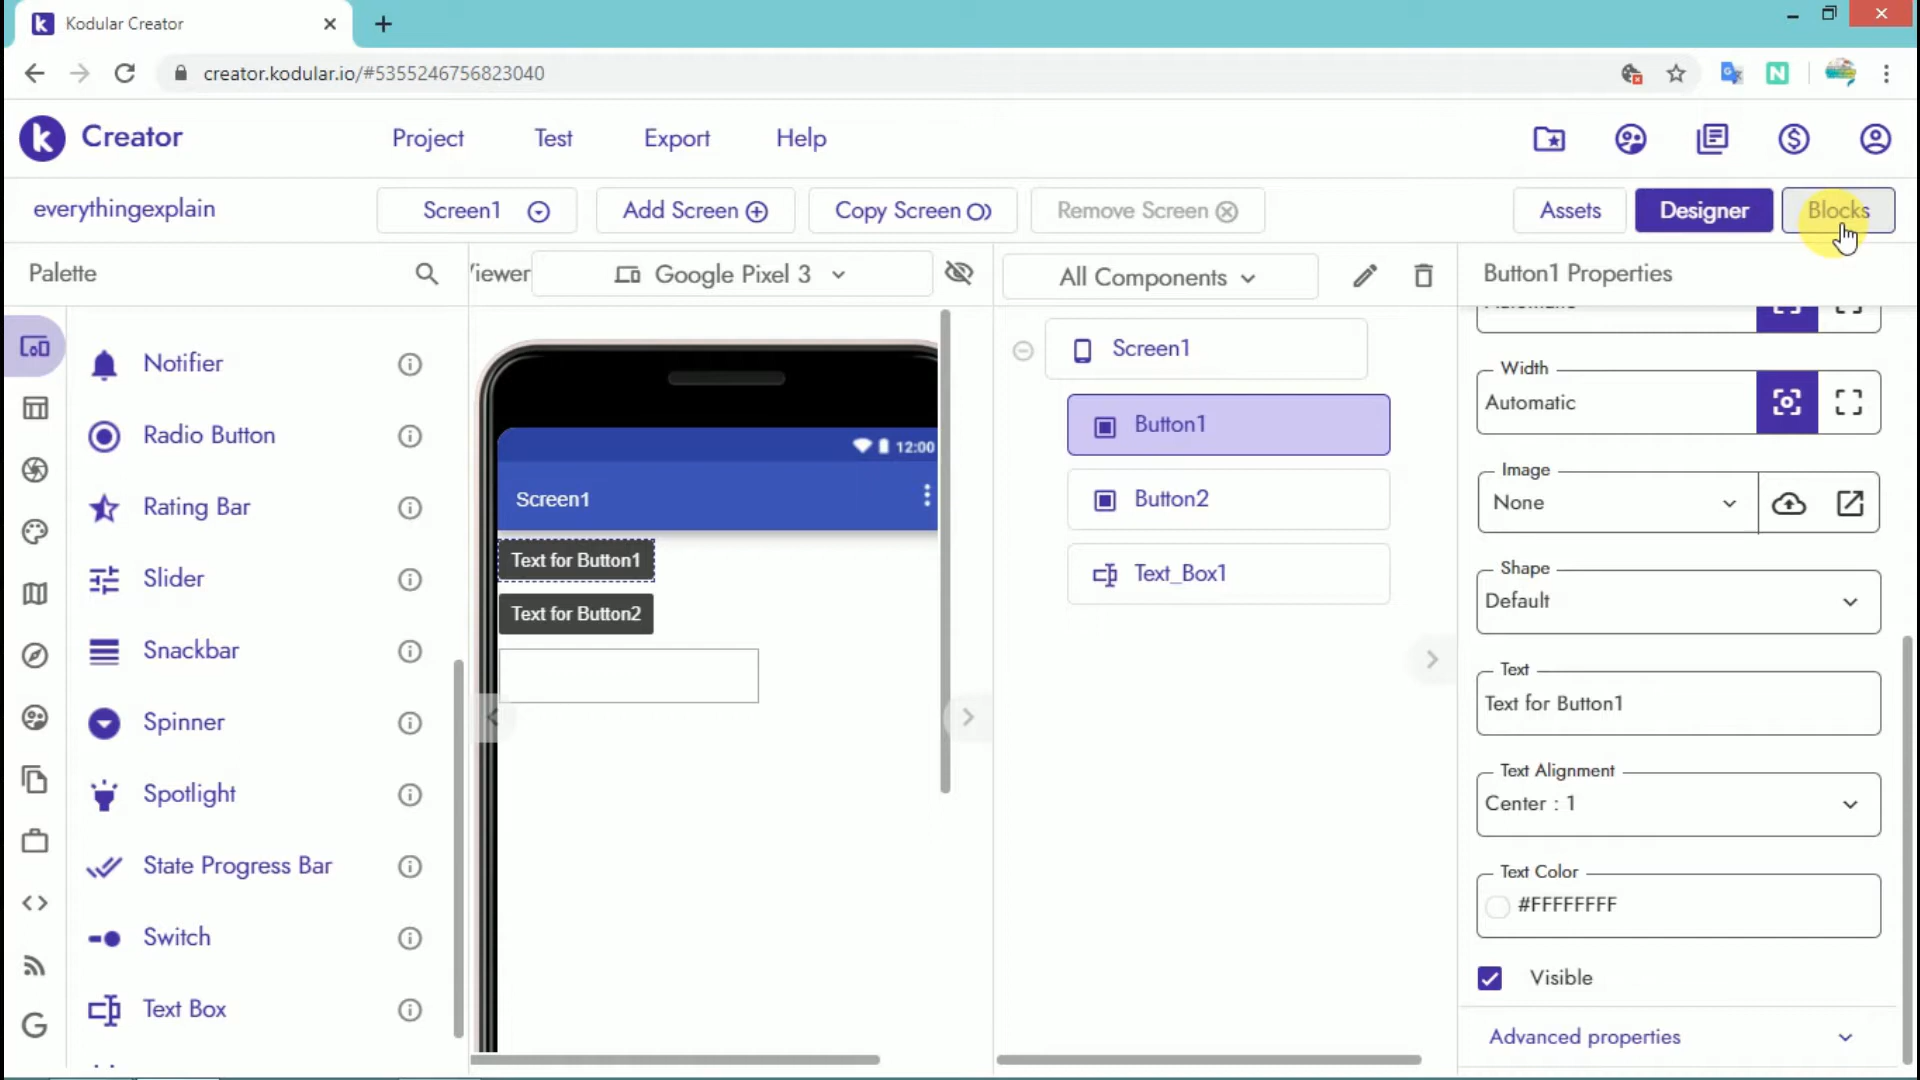 Kodular Creator
creator.kodular.io/#5355246756823040
Creator
Project
Test
Export
Help
everythingexplain
Screen1
Add Screen
Copy Screen
Remove Screen
Assets
Designer
Blocks
Palette
Viewer
Google Pixel 3
All Components
Button1 Properties
Notifier
Radio Button
Rating Bar
Slider
Snackbar
Spinner
Spotlight
State Progress Bar
Switch
Text Box
12:00
Screen1
Text for Button1
Text for Button2
Screen1
Button1
Button2
Text_Box1
Automatic
Width
Automatic
Image
None
Shape
Default
Text
Text for Button1
Text Alignment
Center : 1
Text Color
#FFFFFFFF
Visible
Advanced properties